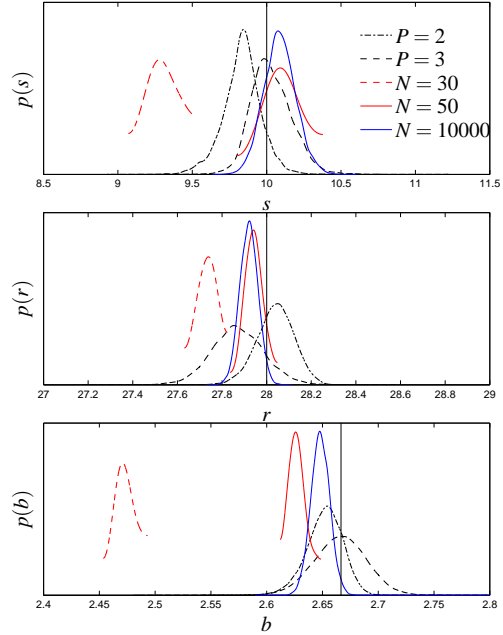 p(s)
P = 2
P = 3
N = 30
N = 50
N = 10000
8.5 9 9.5 10 10.5 11 11.5
s
p(r)
27 27.2 27.4 27.6 27.8 28 28.2 28.4 28.6 28.8 29
r
p(b)
2.4 2.45 2.5 2.55 2.6 2.65 2.7 2.75 2.8
b